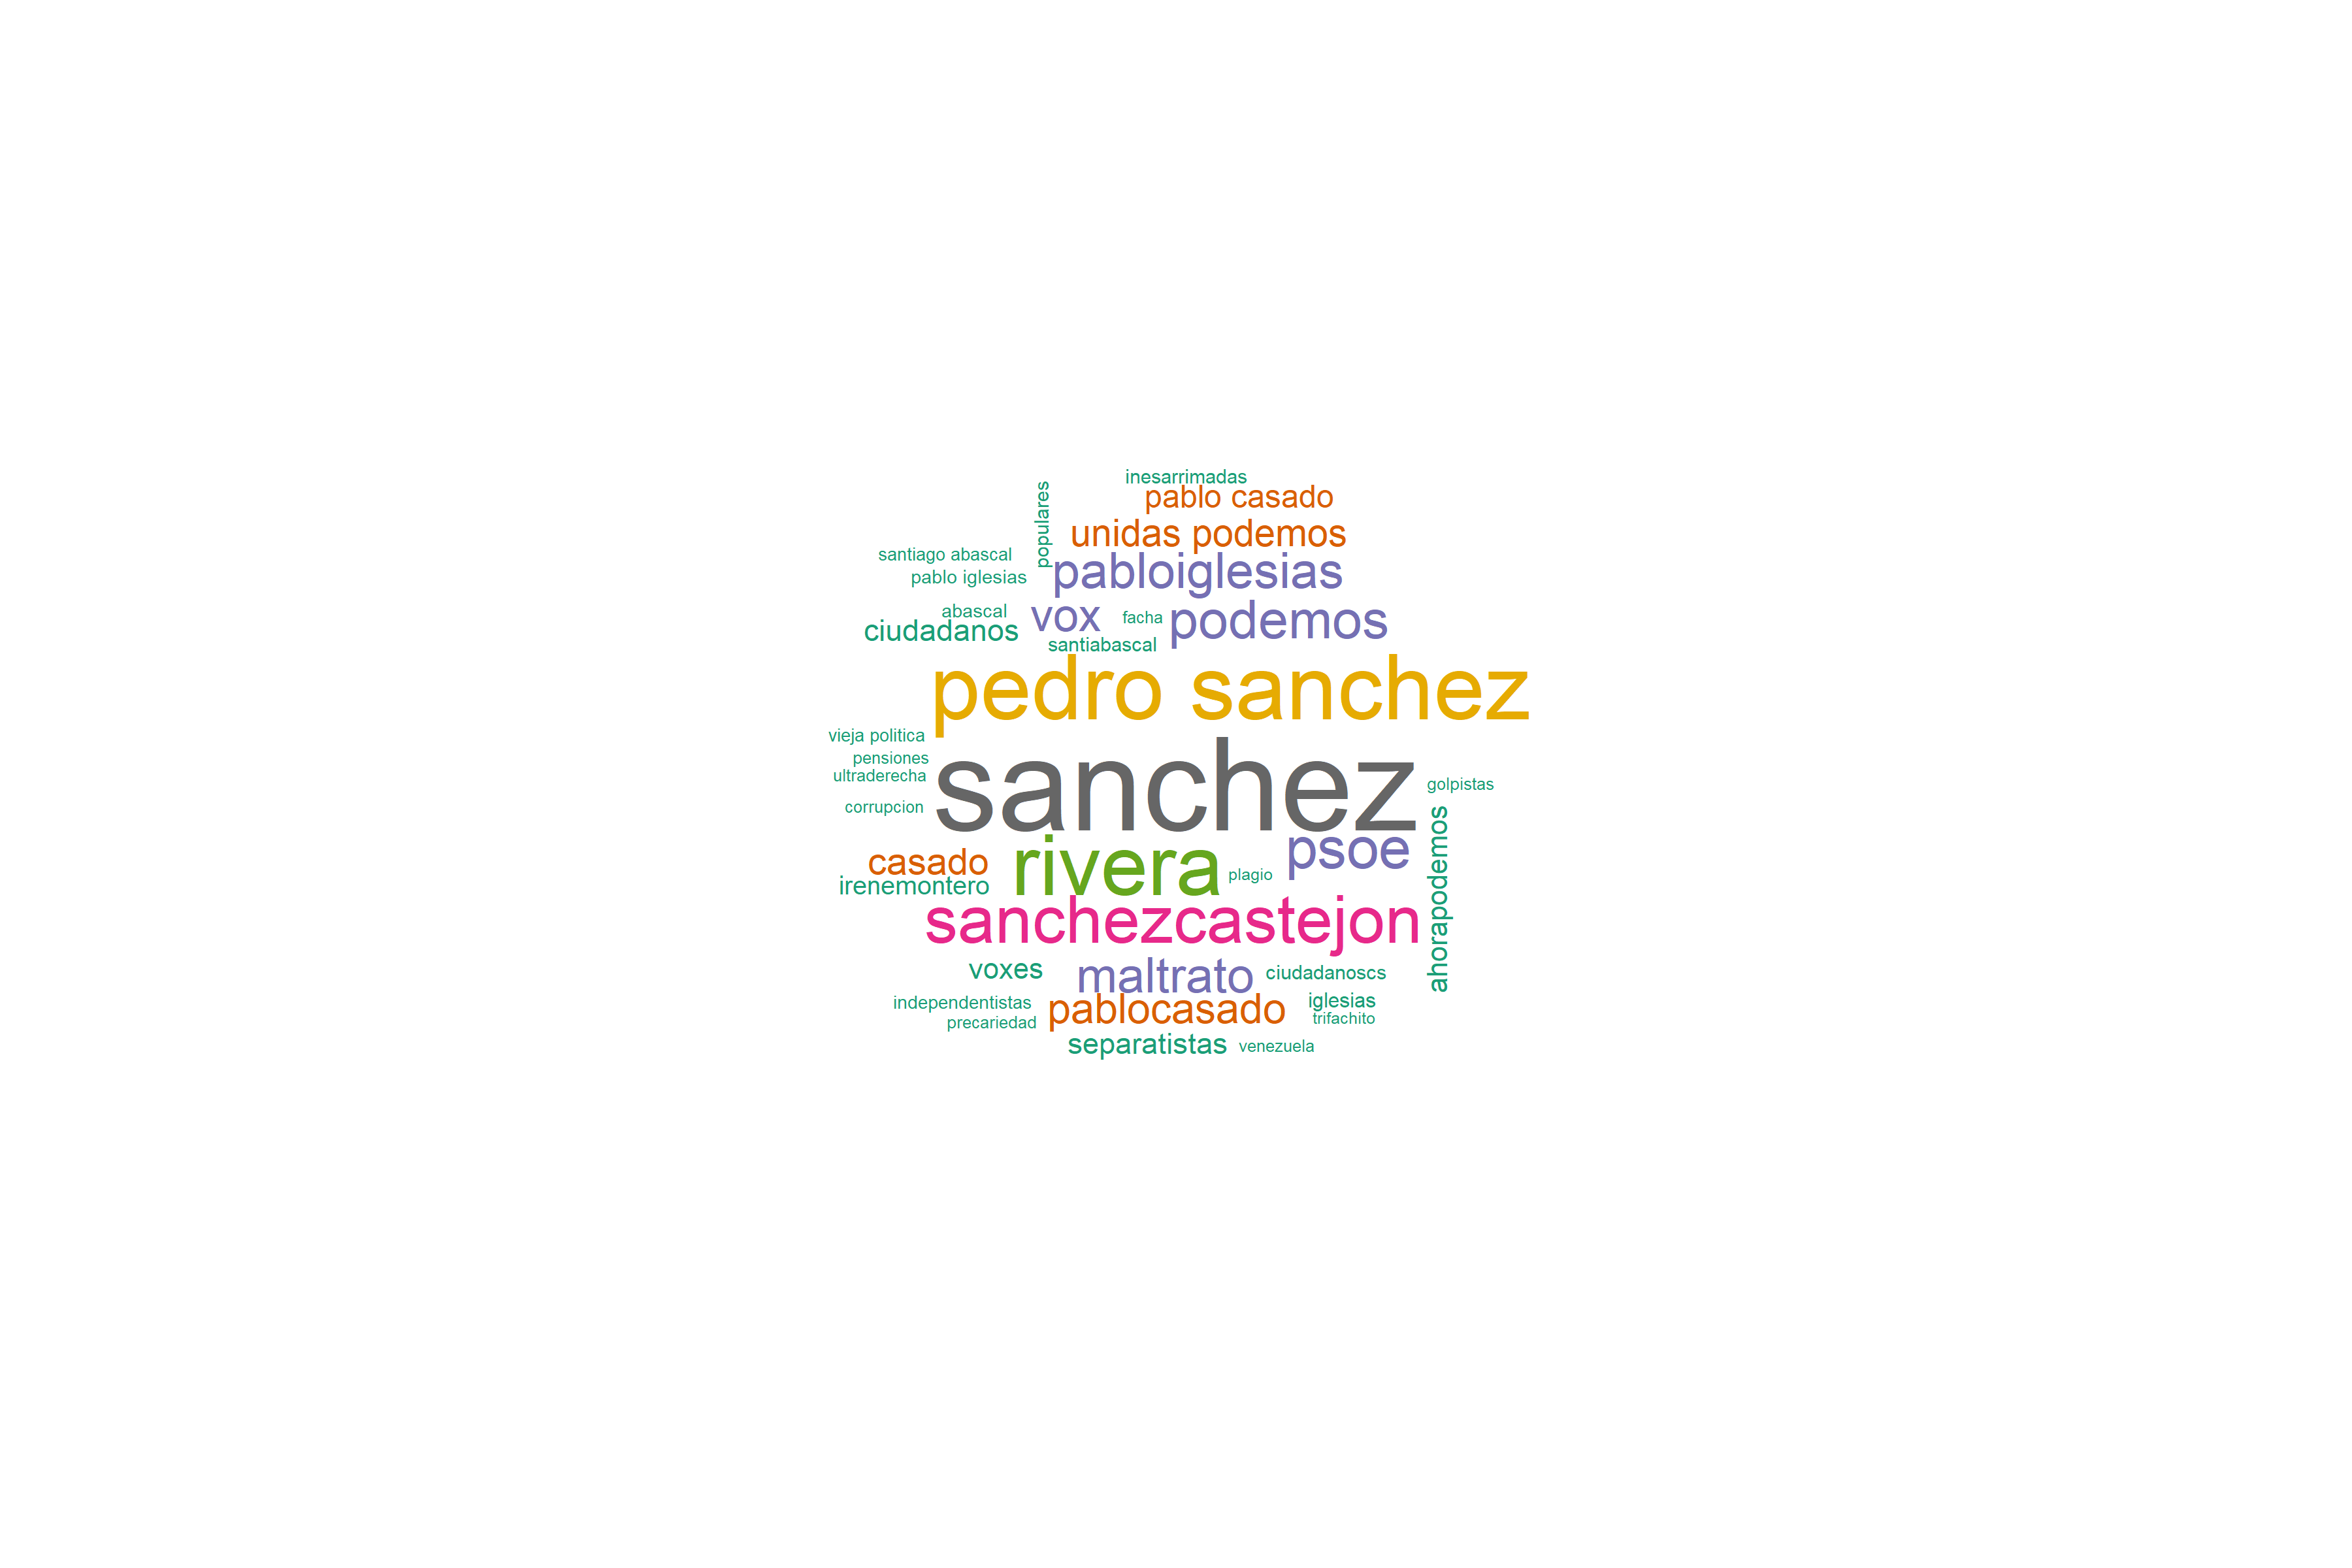 inesarrimadas
pablo casado
populares
unidas podemos
santiago abascal
pabloiglesias
pablo iglesias
abascal
vox
facha
podemos
ciudadanos
santiabascal
pedro sanchez
vieja politica
pensiones
ultraderecha
sanchez
golpistas
corrupcion
psoe
casado
rivera
plagio
irenemontero
ahorapodemos
sanchezcastejon
voxes
maltrato
ciudadanoscs
independentistas
pablocasado
iglesias
precariedad
trifachito
separatistas
venezuela